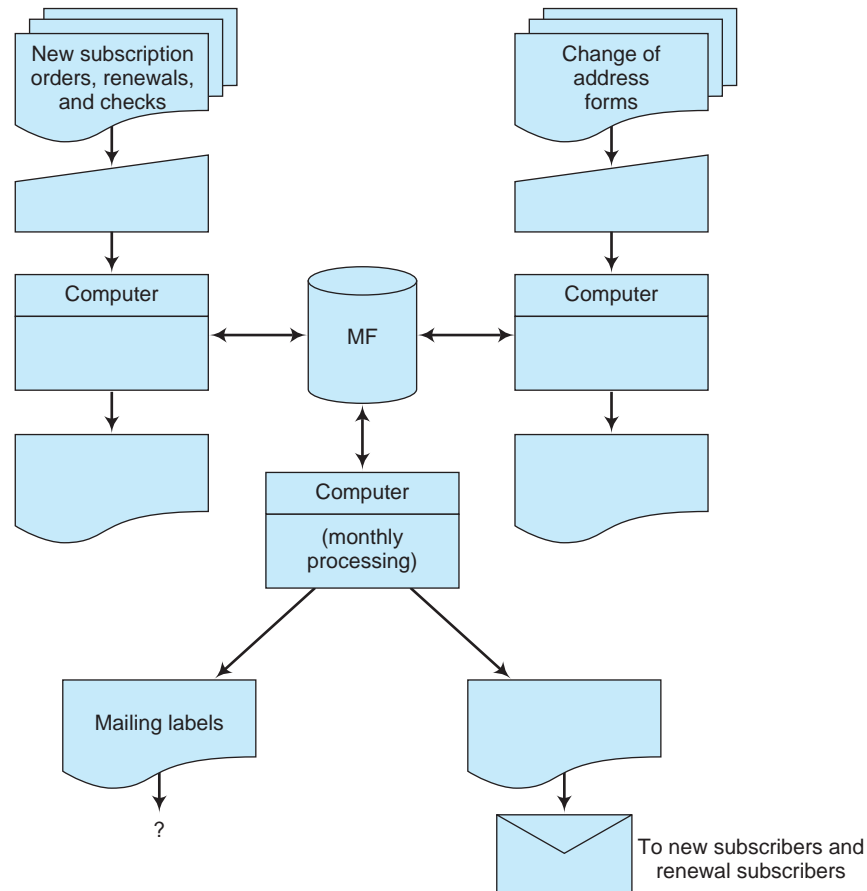 New subscription
orders, renewals,
and checks
Change of
address
forms
Computer
MF
Computer
Computer
(monthly
processing)
Mailing labels
?
To new subscribers and
renewal subscribers